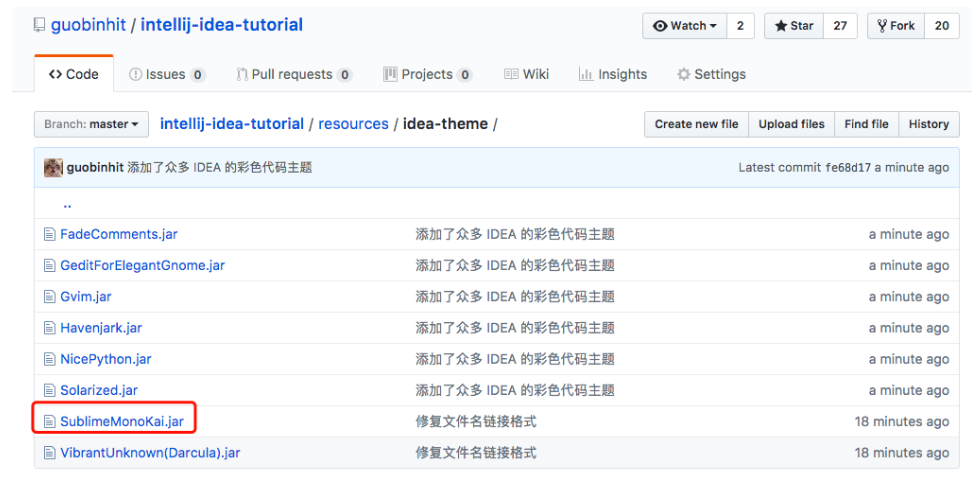 guobinhit / intellij-idea-tutorial Watch 2 Star 27 Fork 20
Code Issues 0 Pull requests 0 Projects 0 Wiki Insights Settings
Branch: master intellij-idea-tutorial / resources / idea-theme / Create new file Upload files Find file History
guobinhit 添加了众多 IDEA 的彩色代码主题 Latest commit fe68d17 a minute ago
..
FadeComments.jar 添加了众多 IDEA 的彩色代码主题 a minute ago
GeditForElegantGnome.jar 添加了众多 IDEA 的彩色代码主题 a minute ago
Gvim.jar 添加了众多 IDEA 的彩色代码主题 a minute ago
Havenjark.jar 添加了众多 IDEA 的彩色代码主题 a minute ago
NicePython.jar 添加了众多 IDEA 的彩色代码主题 a minute ago
Solarized.jar 添加了众多 IDEA 的彩色代码主题 a minute ago
SublimeMonoKai.jar 修复文件名链接格式 18 minutes ago
VibrantUnknown(Darcula).jar 修复文件名链接格式 18 minutes ago